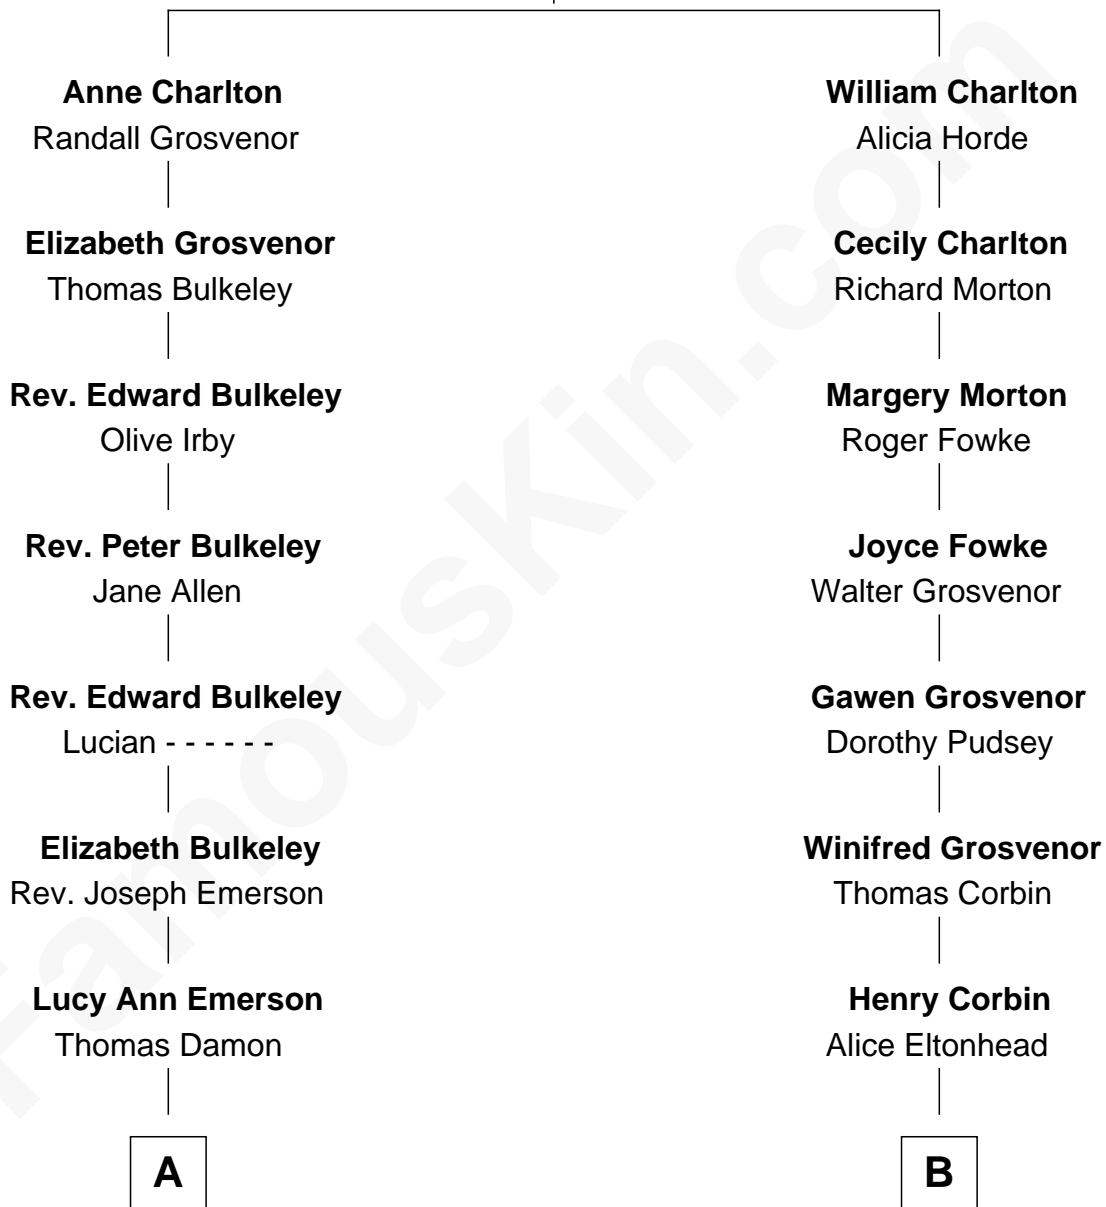 Anne Charlton
Randall Grosvenor
Elizabeth Grosvenor
Thomas Bulkeley
Rev. Edward Bulkeley
Olive Irby
Rev. Peter Bulkeley
Jane Allen
Rev. Edward Bulkeley
Lucian - - - - - -
Elizabeth Bulkeley
Rev. Joseph Emerson
Lucy Ann Emerson
Thomas Damon
A
William Charlton
Alicia Horde
Cecily Charlton
Richard Morton
Margery Morton
Roger Fowke
Joyce Fowke
Walter Grosvenor
Gawen Grosvenor
Dorothy Pudsey
Winifred Grosvenor
Thomas Corbin
Henry Corbin
Alice Eltonhead
B
FamousKin.com